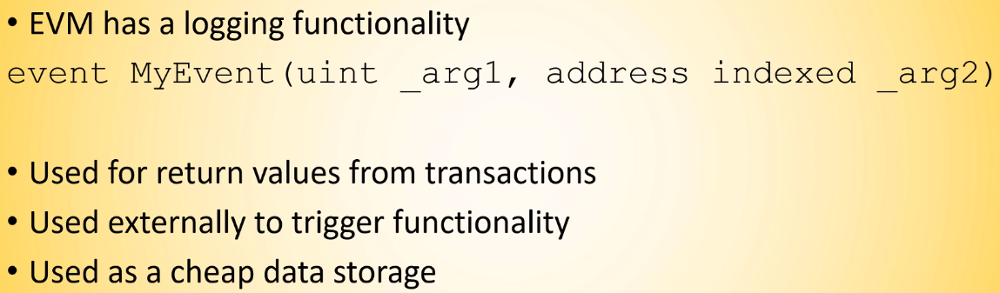 • EVM has a logging functionality
event MyEvent(uint _arg1, address indexed _arg2)
• Used for return values from transactions
• Used externally to trigger functionality
• Used as a cheap data storage